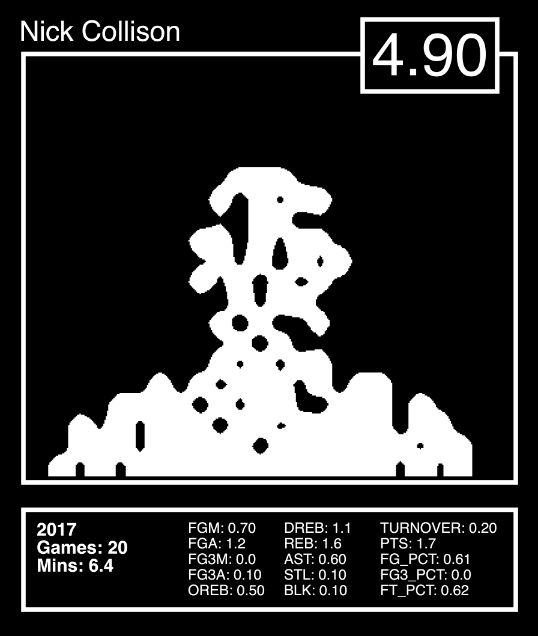 Nick Collison
4.90
2017
Games: 20
Mins: 6.4
FGM: 0.70
FGA: 1.2
FG3M: 0.0
FG3A: 0.10
OREB: 0.50
DREB: 1.1
REB: 1.6
AST: 0.60
STL: 0.10
BLK: 0.10
TURNOVER: 0.20
PTS: 1.7
FG_PCT: 0.61
FG3_PCT: 0.0
FT_PCT: 0.62